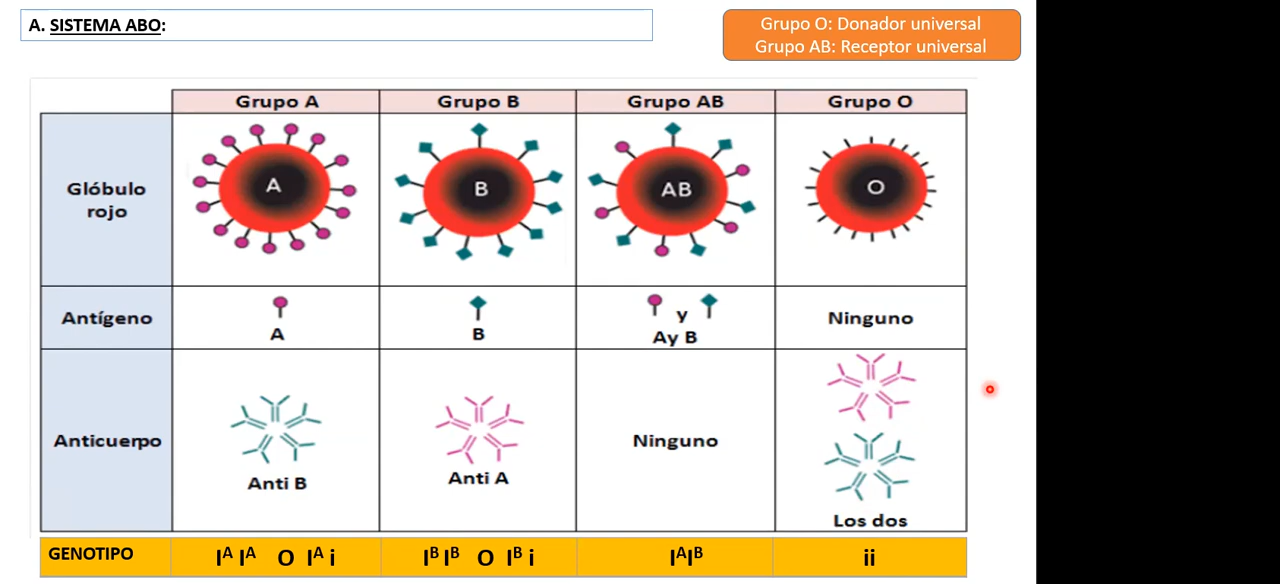 A. SISTEMA ABO:
Grupo O: Donador universal
Grupo AB: Receptor universal
Grupo A
Grupo B
Grupo AB
Grupo O
Glóbulo
rojo
A
B
AB
O
Antígeno
A
B
y
Ay B
Ninguno
Anticuerpo
Anti B
Anti A
Ninguno
Los dos
GENOTIPO
IᴬIᴬ O Iᴬi
IᴮIᴮ O Iᴮi
IᴬIᴮ
ii